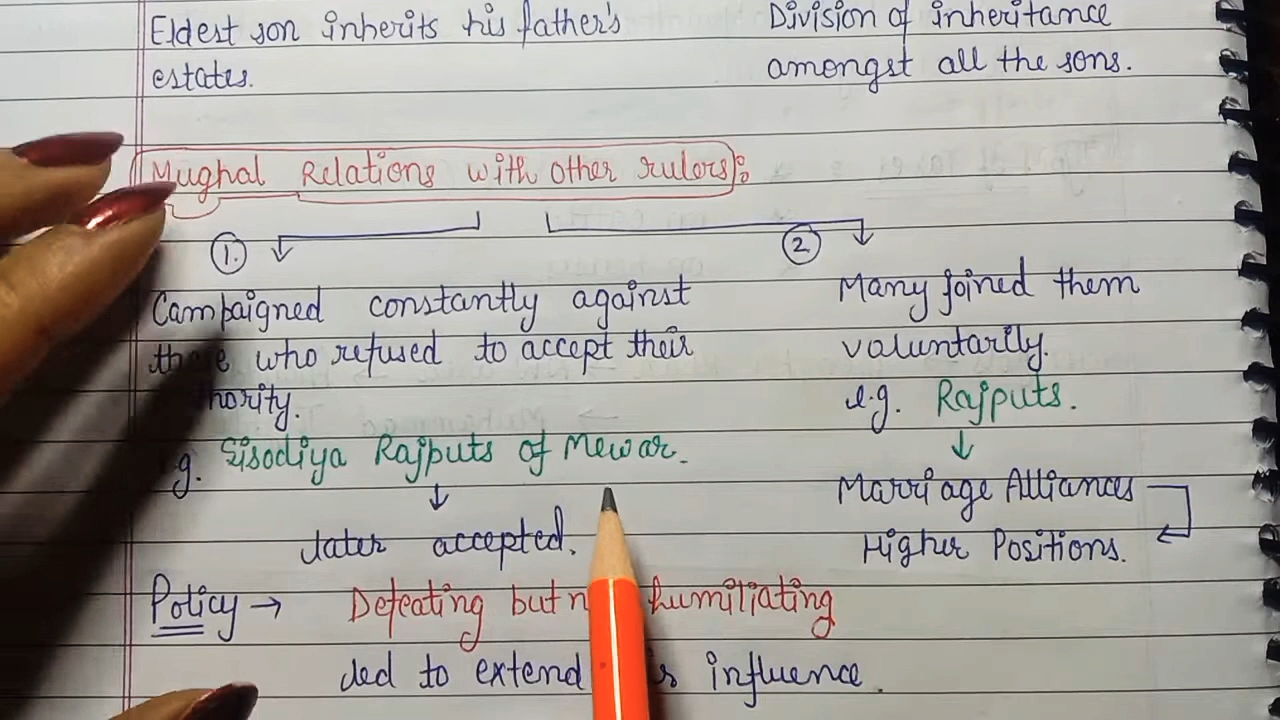 Eldest son inherits his father's
estates.
Division of inheritance
amongst all the sons.
Mughal Relations with other rulers:
1.
Campaigned constantly against
who refused to accept their
e.g. Sisodiya Rajputs of Mewar.
later accepted.
2.
Many joined them
voluntarily.
e.g. Rajputs.
Marriage Alliances
Higher Positions.
Policy → Defeating but humiliating
led to extend influence.